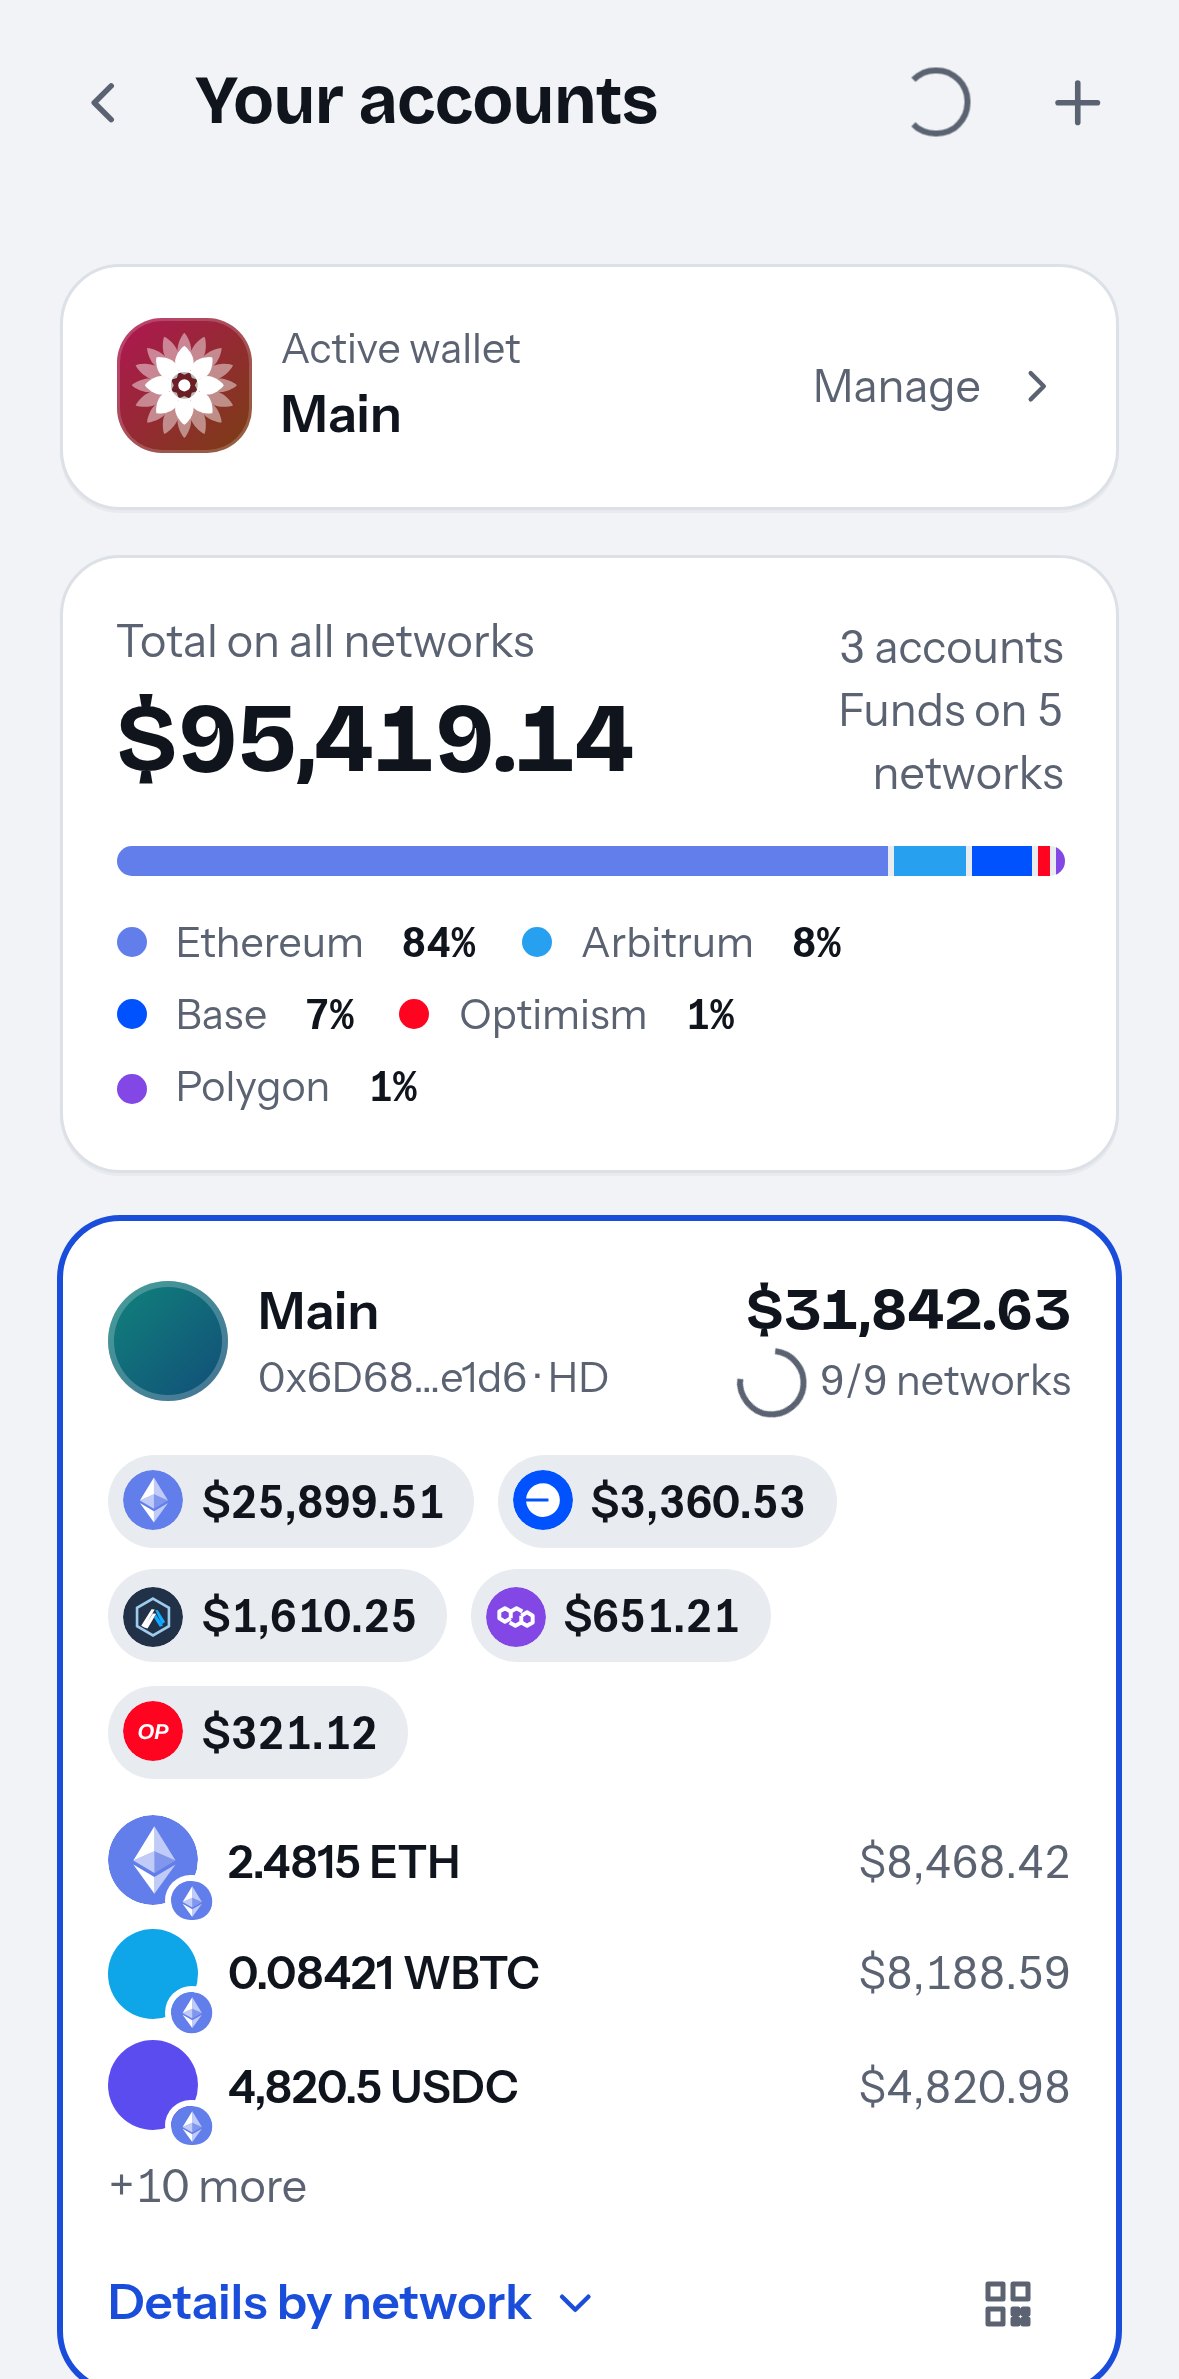 Your accounts
Active wallet
Main
Manage
Total on all networks
$95,419.14
3 accounts
Funds on 5
networks
Ethereum 84% Arbitrum 8%
Base 7% Optimism 1%
Polygon 1%
Main
$31,842.63
0x6D68...e1d6 · HD
9/9 networks
$25,899.51 $3,360.53
$1,610.25 $651.21
OP $321.12
2.4815 ETH $8,468.42
0.08421 WBTC $8,188.59
4,820.5 USDC $4,820.98
+10 more
Details by network